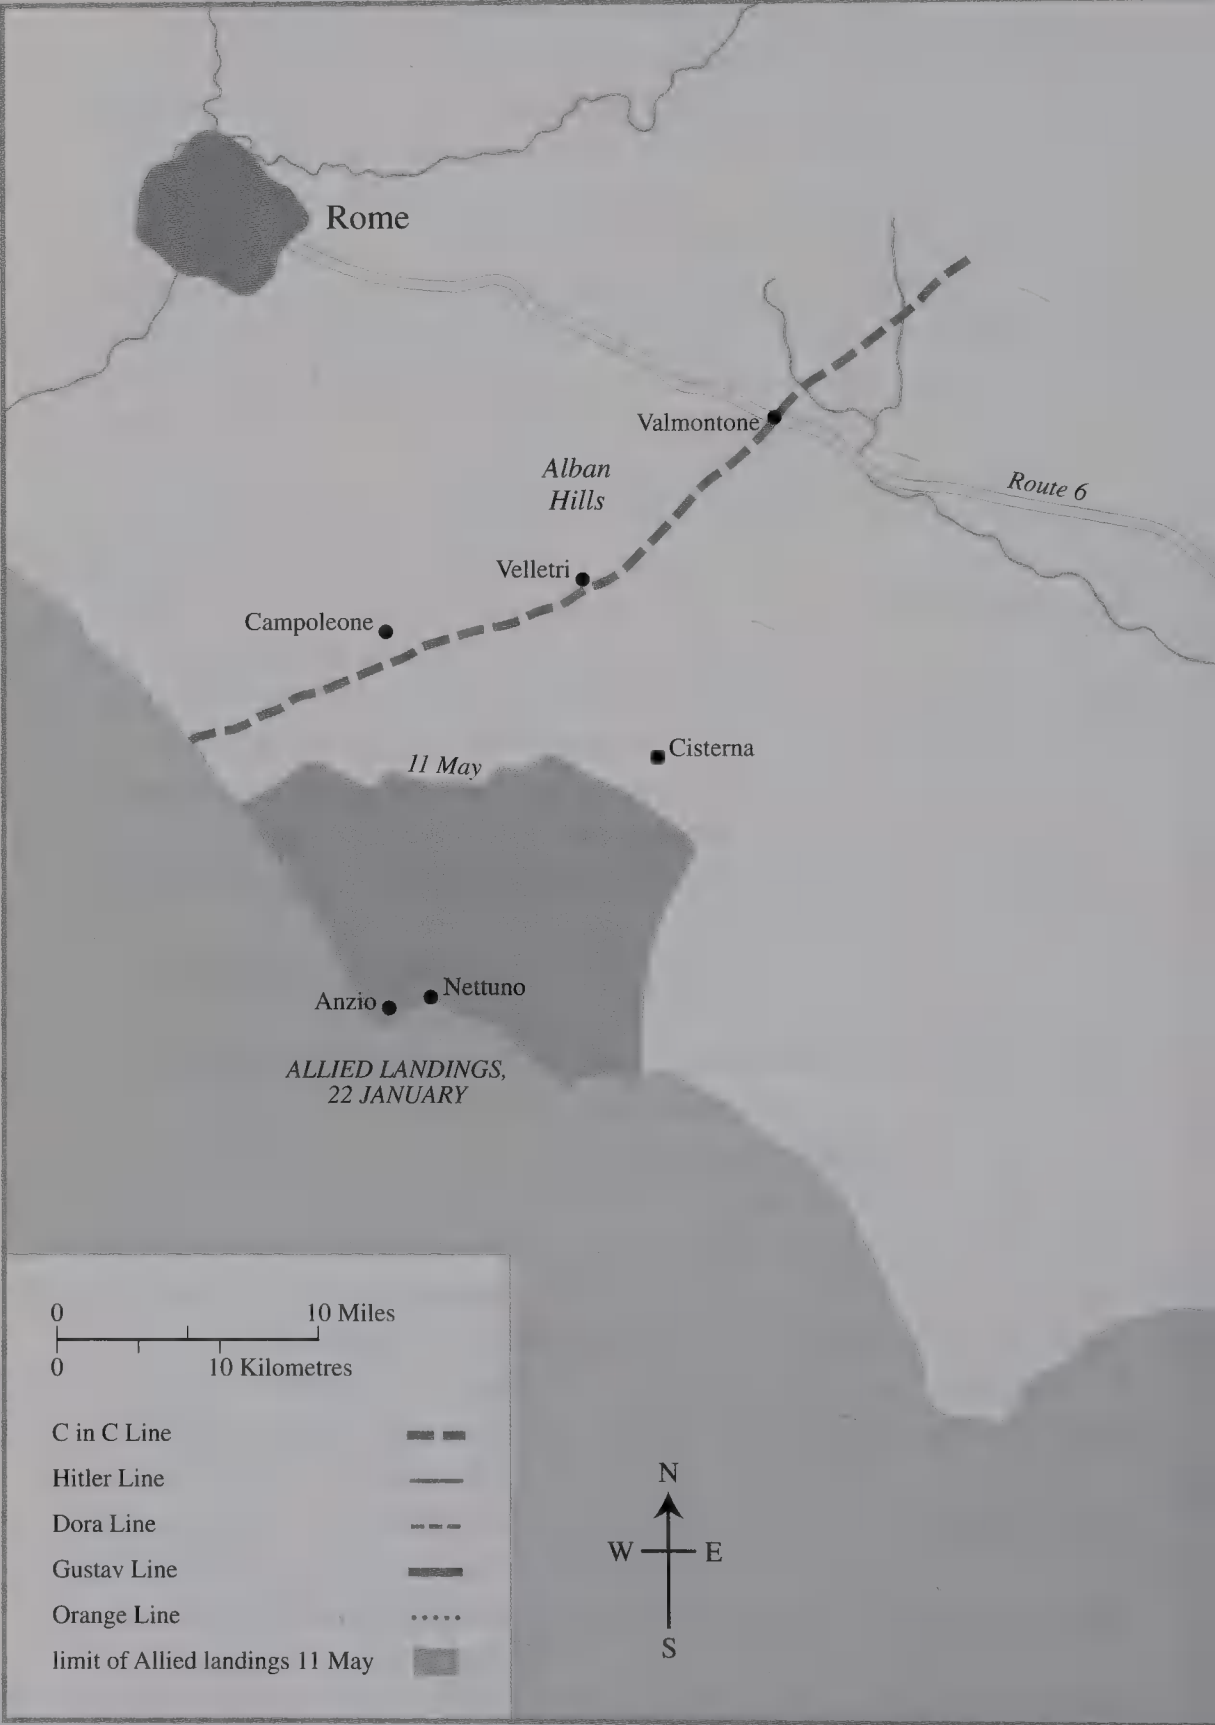 Rome
Valmontone
Alban
Hills
Route 6
Velletri
Campoleone
Cisterna
11 May
Nettuno
Anzio
ALLIED LANDINGS,
22 JANUARY
0 10 Miles
0 10 Kilometres
C in C Line
Hitler Line
Dora Line
Gustav Line
Orange Line
limit of Allied landings 11 May
N
W E
S